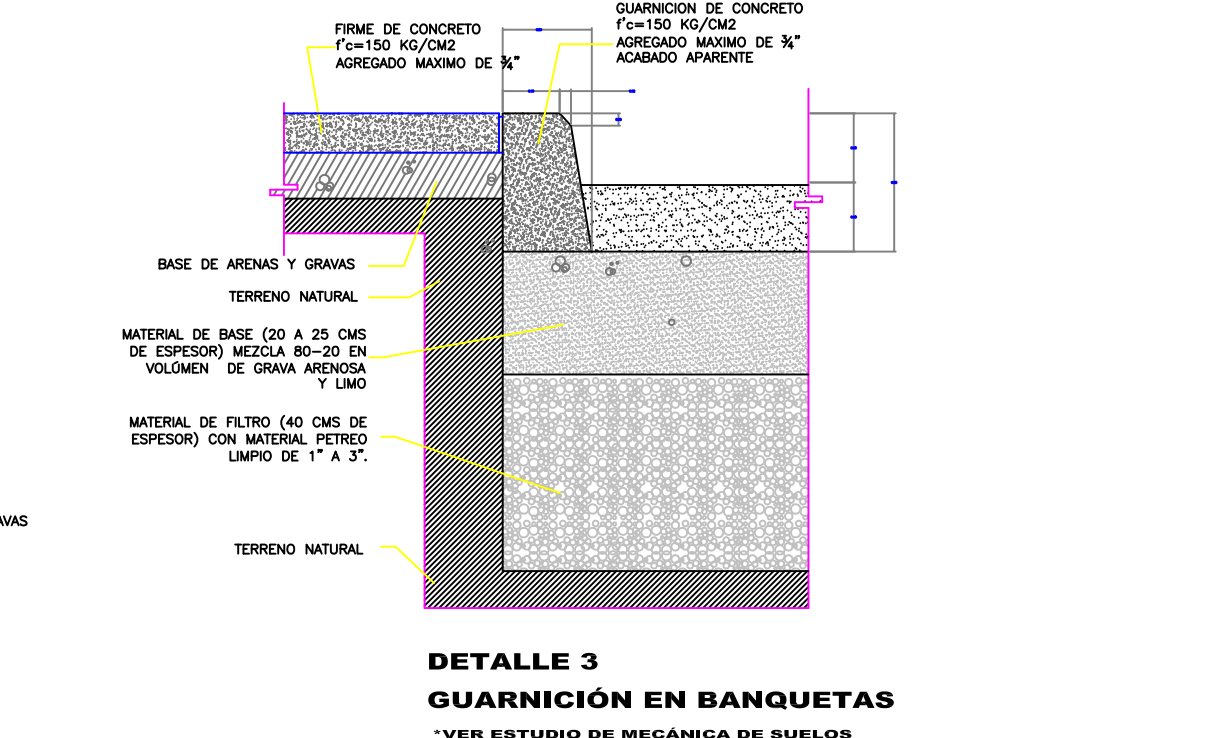 FIRME DE CONCRETO
f'c=150 KG/CM2
AGREGADO MAXIMO DE ¾"
GUARNICION DE CONCRETO
f'c=150 KG/CM2
AGREGADO MAXIMO DE ¾"
ACABADO APARENTE
BASE DE ARENAS Y GRAVAS
TERRENO NATURAL
MATERIAL DE BASE (20 A 25 CMS
DE ESPESOR) MEZCLA 80-20 EN
VOLÚMEN DE GRAVA ARENOSA
Y LIMO
MATERIAL DE FILTRO (40 CMS DE
ESPESOR) CON MATERIAL PETREO
LIMPIO DE 1" A 3".
AVAS
TERRENO NATURAL
DETALLE 3
GUARNICIÓN EN BANQUETAS
*VER ESTUDIO DE MECÁNICA DE SUELOS